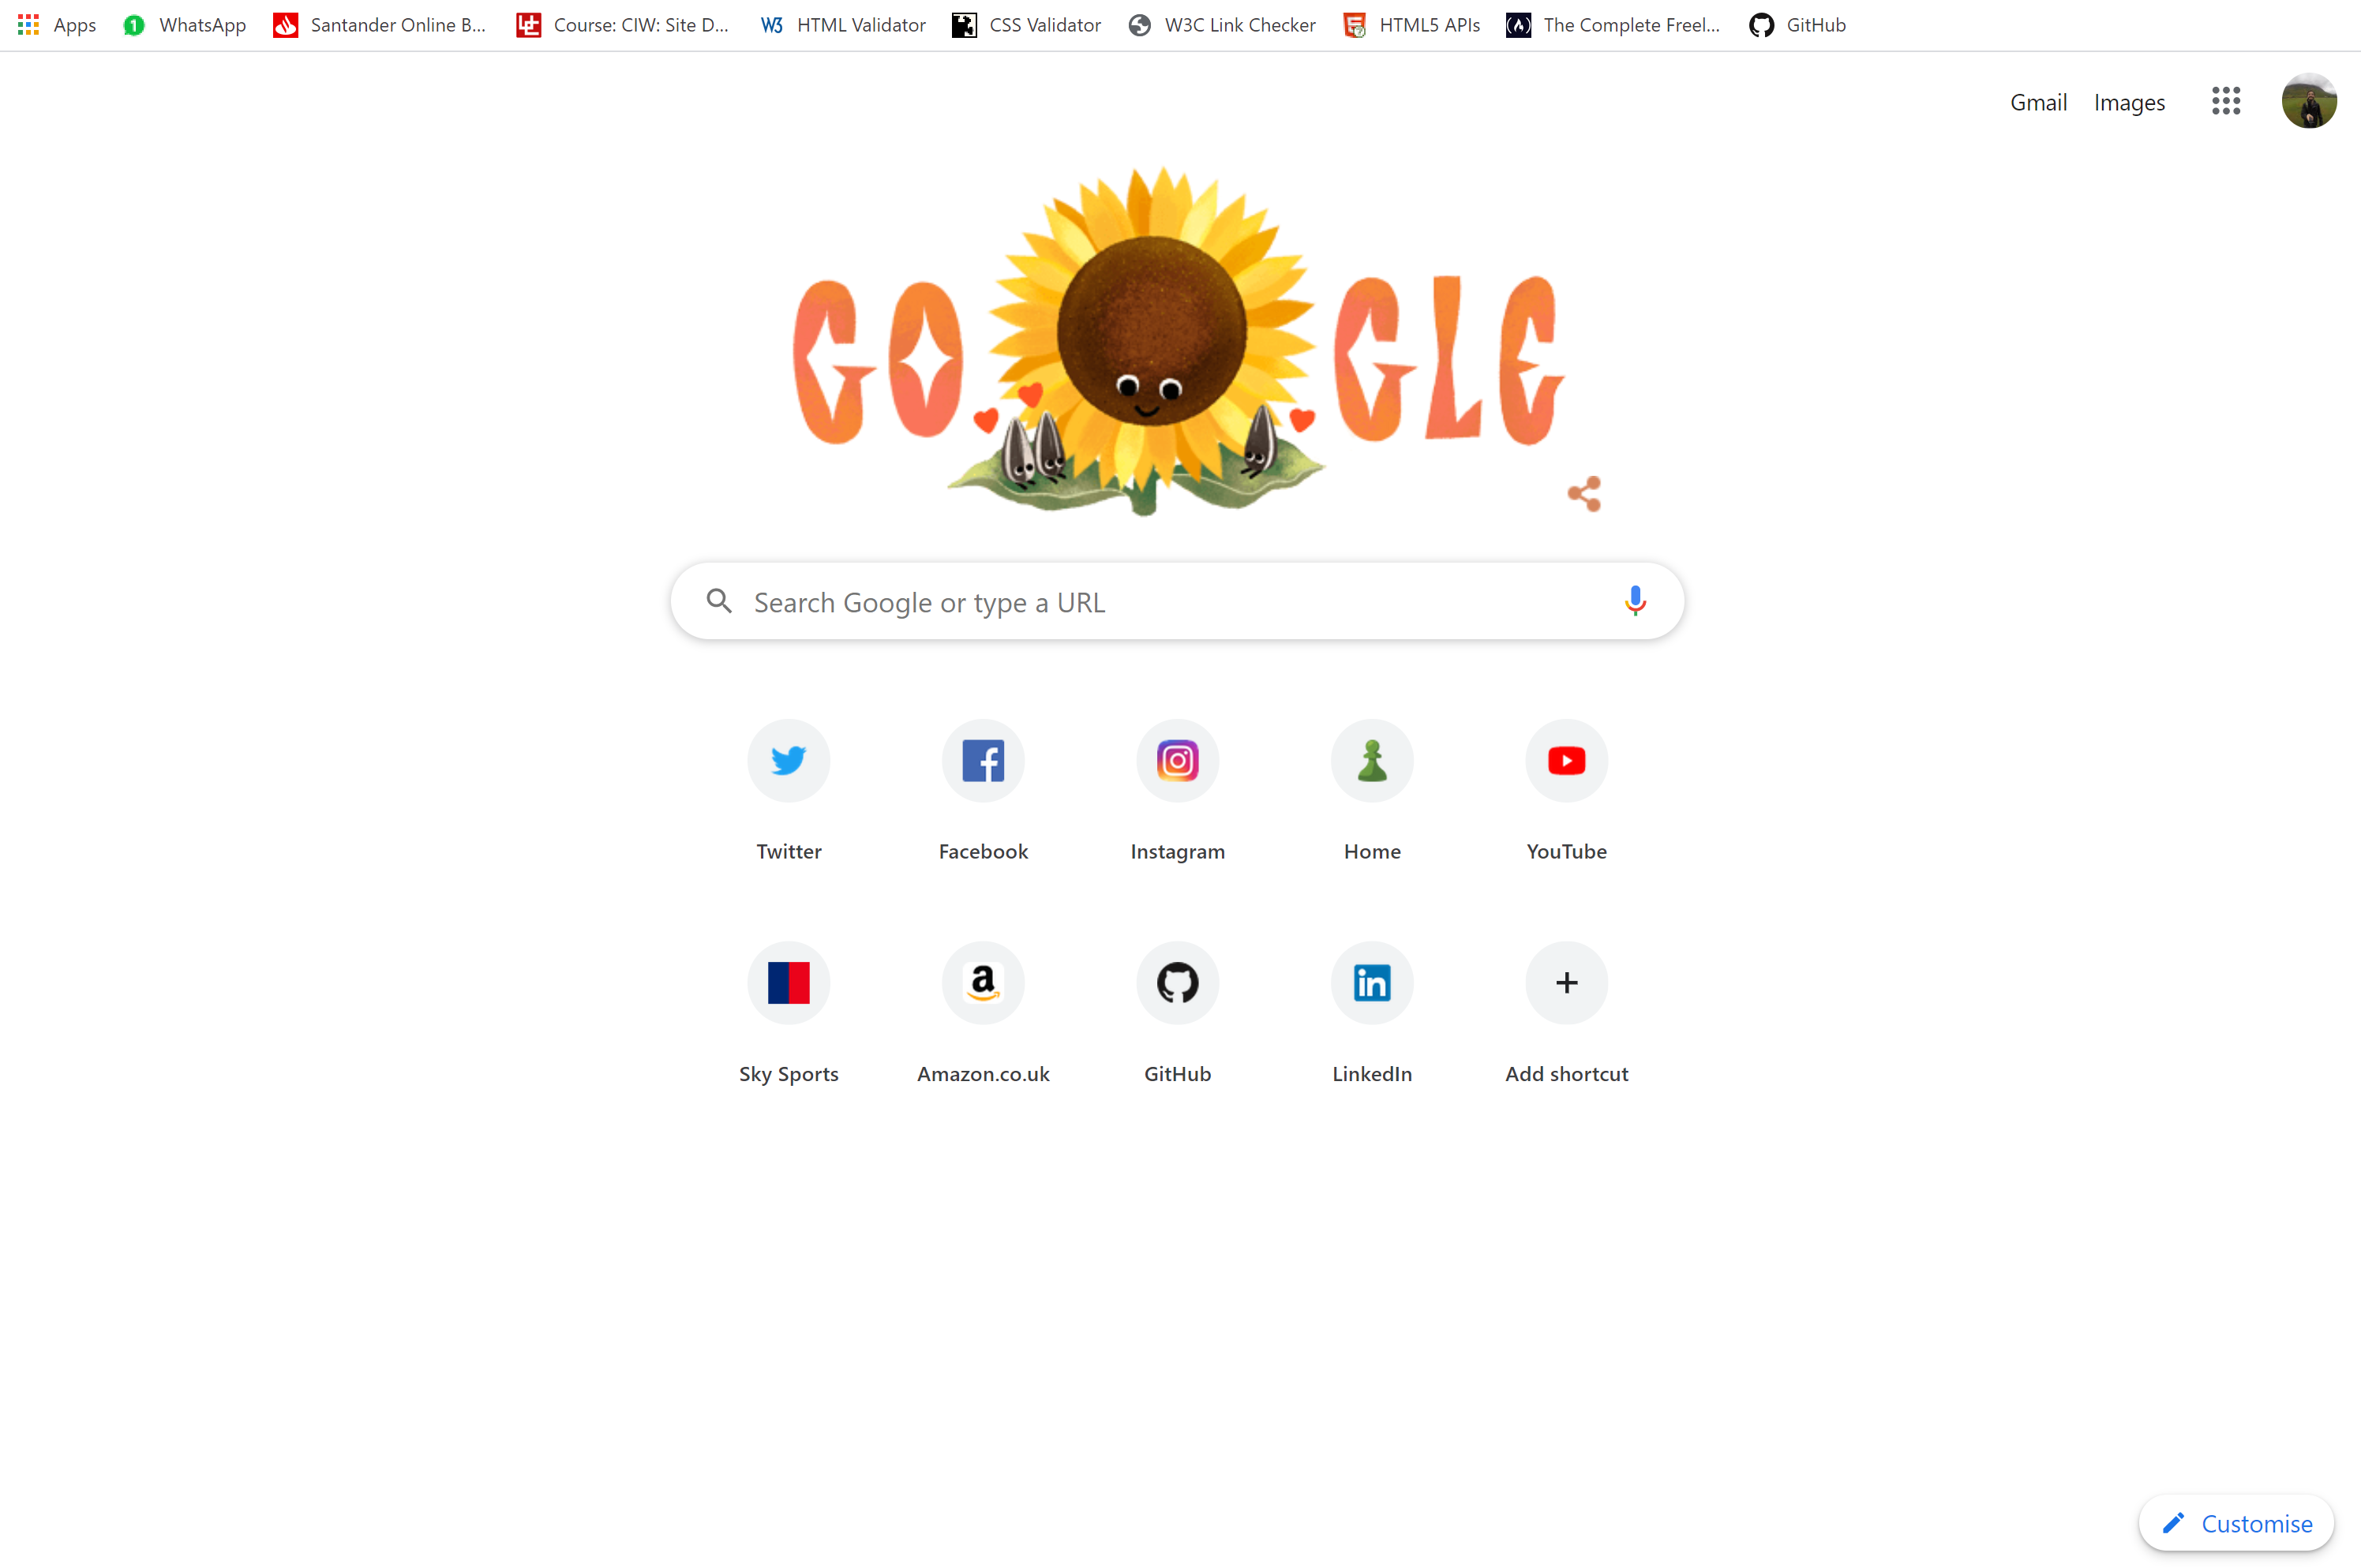 Apps WhatsApp Santander Online B... Course: CIW: Site D... HTML Validator CSS Validator W3C Link Checker HTML5 APIs The Complete Freel... GitHub
Gmail Images
GOOGLE
Search Google or type a URL
Twitter Facebook Instagram Home YouTube
Sky Sports Amazon.co.uk GitHub LinkedIn Add shortcut
Customise